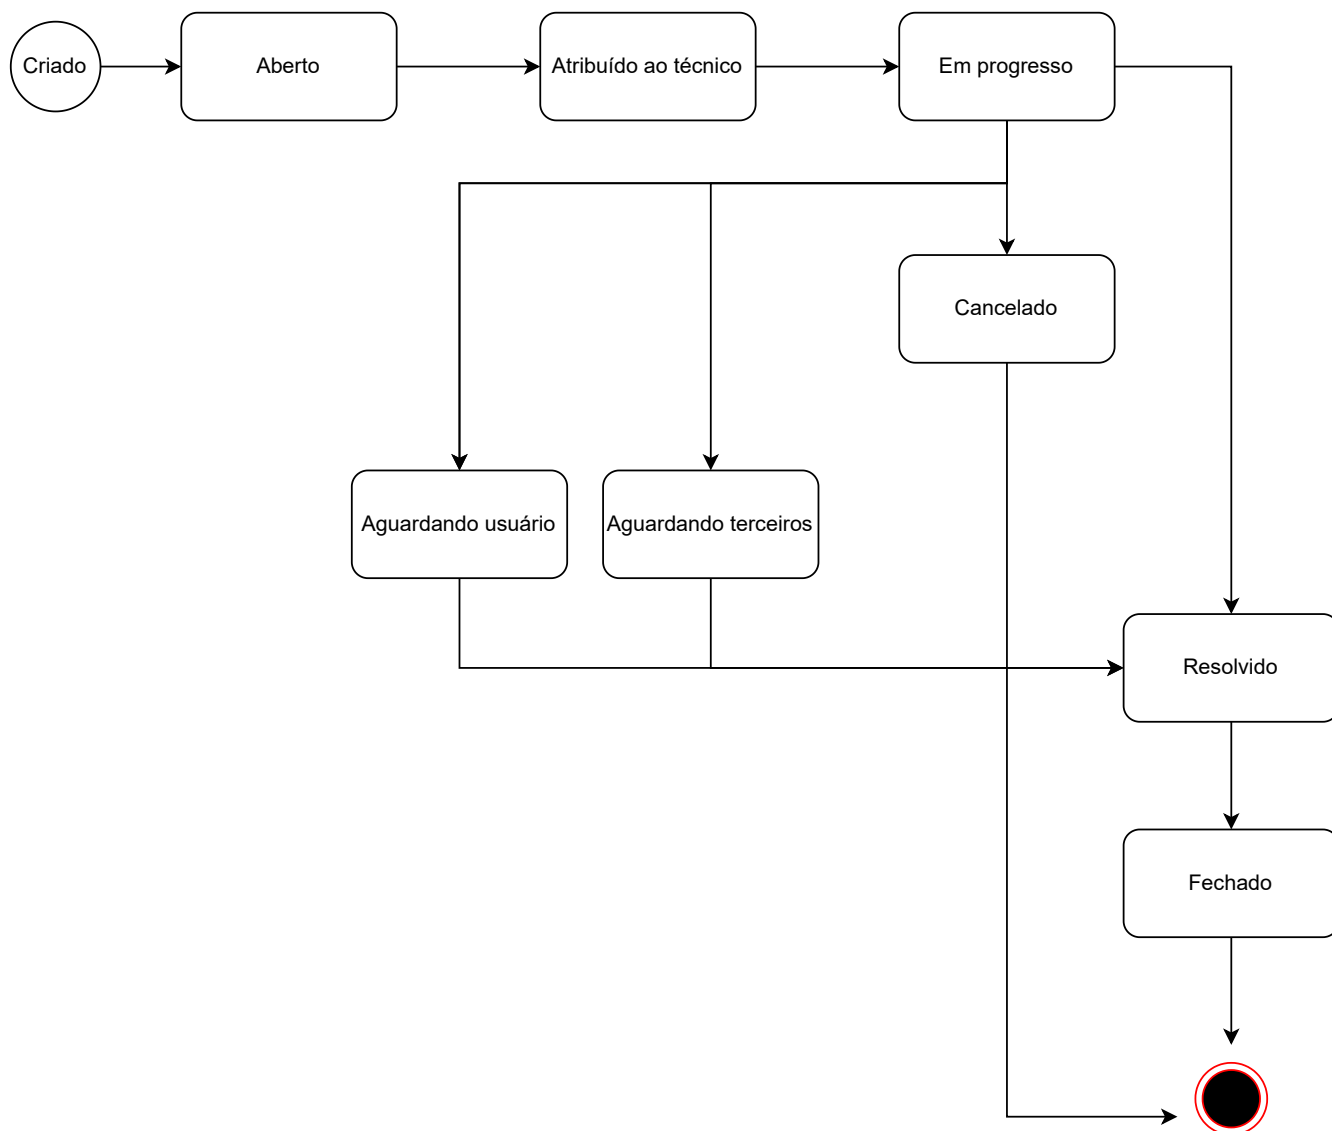 Criado
Aberto
Atribuído ao técnico
Em progresso
Cancelado
Aguardando usuário
Aguardando terceiros
Resolvido
Fechado